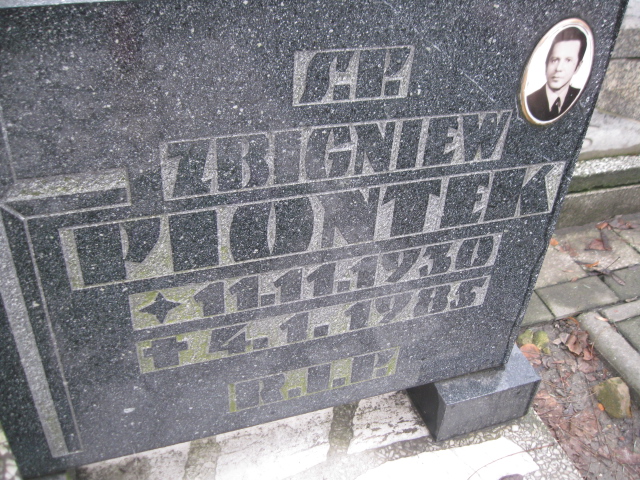 Ś.P.
ZBIGNIEW
PIONTEK
11.11.1930
4.1.1985
R.I.P.